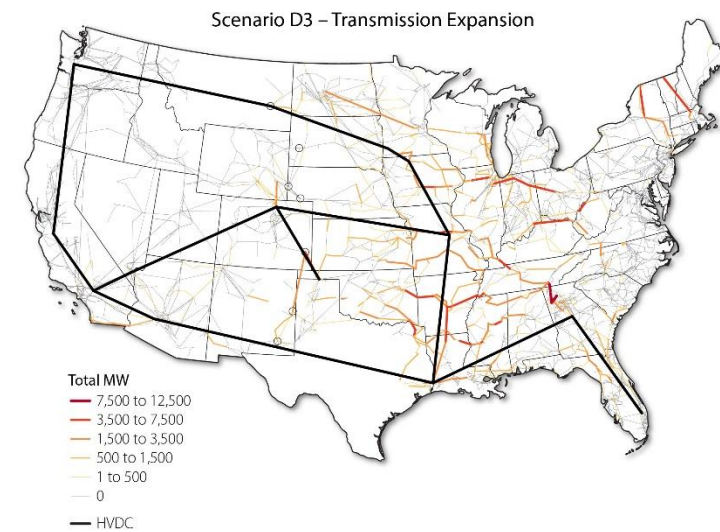 Scenario D3 – Transmission Expansion
Total MW
7,500 to 12,500
3,500 to 7,500
1,500 to 3,500
500 to 1,500
1 to 500
0
HVDC